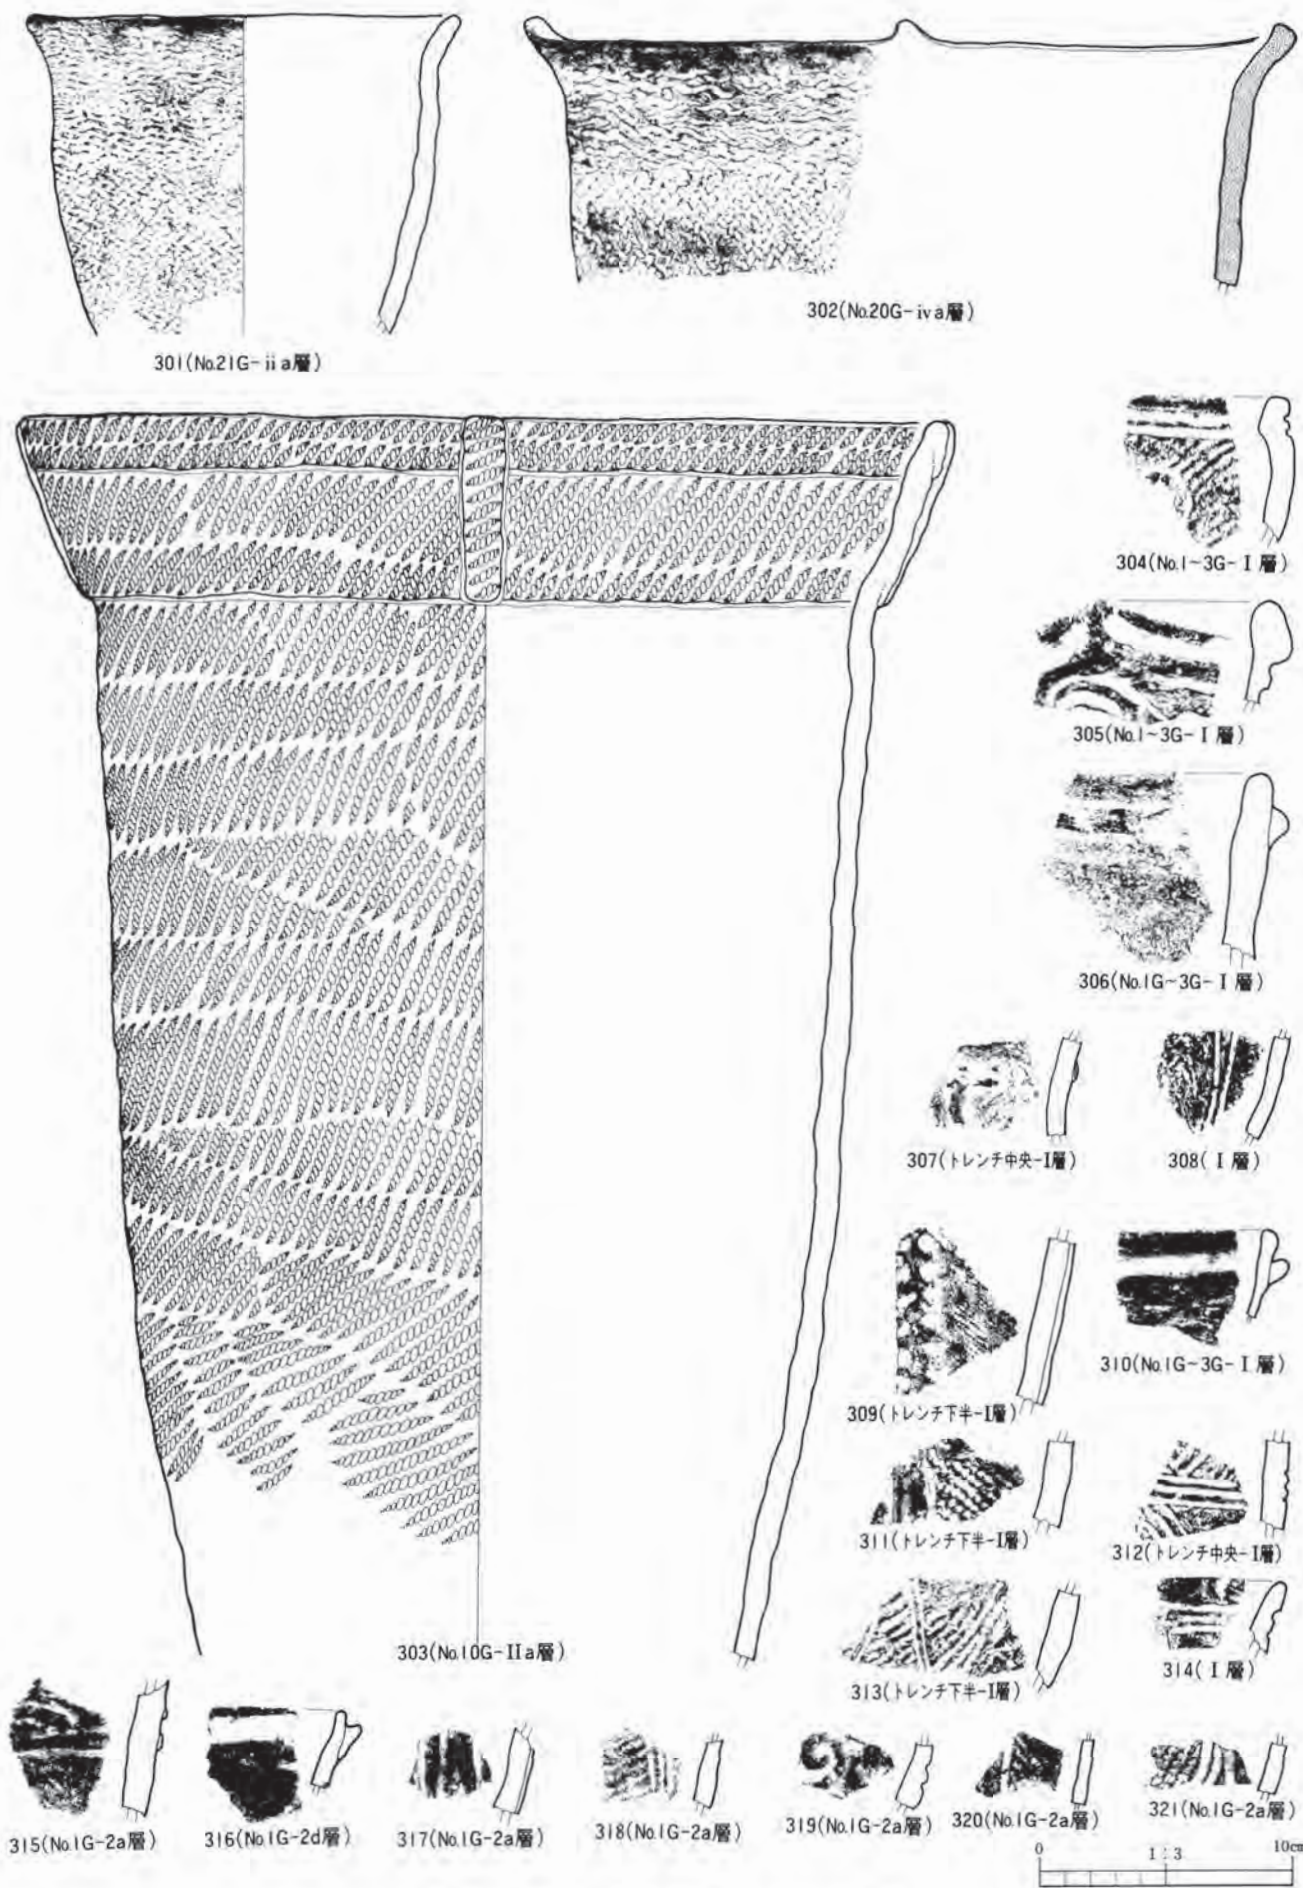 301(No.21G-ii a層)
302(No.20G-iv a層)
303(No.10G-II a層)
304(No.1~3G-I層)
305(No.1~3G-I層)
306(No.1G~3G-I層)
307(トレンチ中央-I層)
308(I層)
309(トレンチ下半-I層)
310(No.1G~3G-I層)
311(トレンチ下半-I層)
312(トレンチ中央-I層)
313(トレンチ下半-I層)
314(I層)
315(No.1G-2a層)
316(No.1G-2d層)
317(No.1G-2a層)
318(No.1G-2a層)
319(No.1G-2a層)
320(No.1G-2a層)
321(No.1G-2a層)
0 1:3 10cm